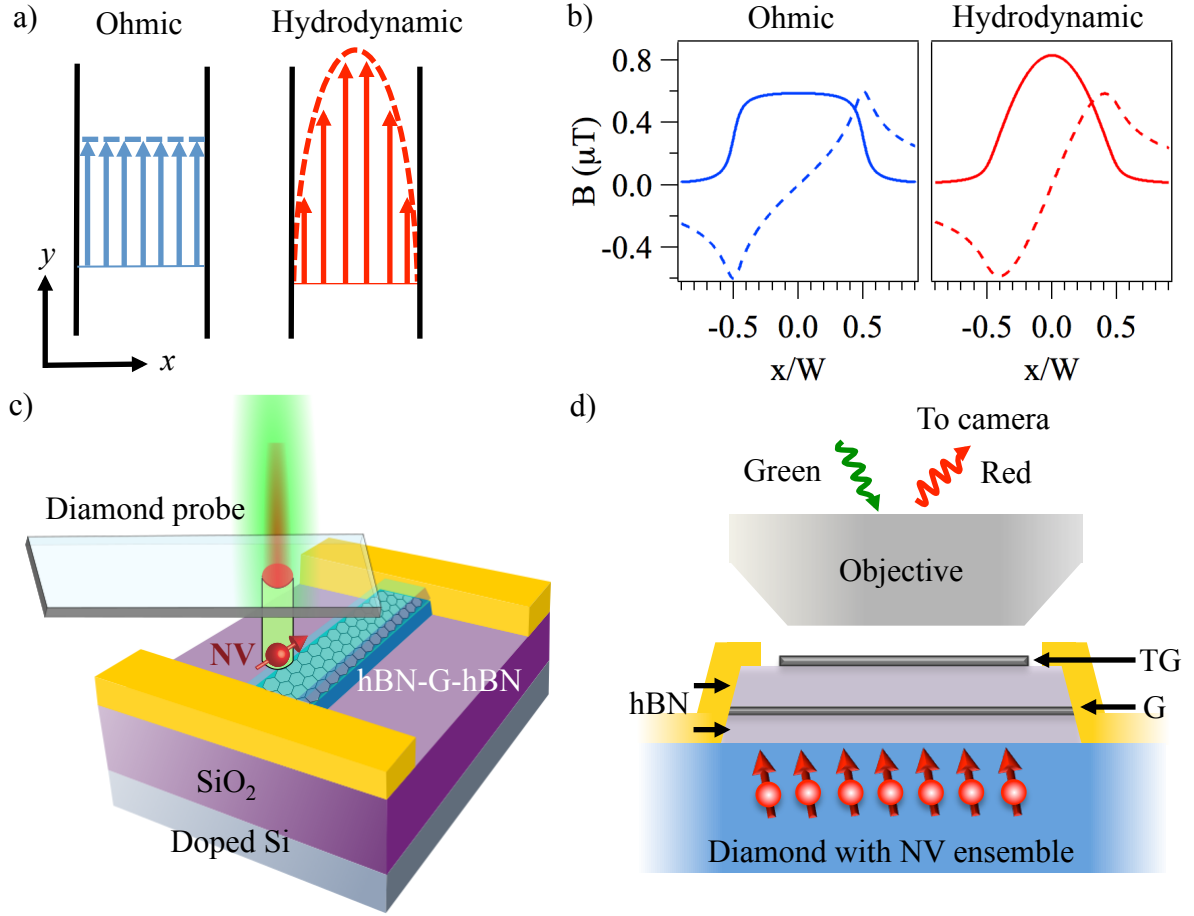 a)
Ohmic
Hydrodynamic
y
x
b)
Ohmic
Hydrodynamic
B (μT)
0.8
0.4
0.0
-0.4
-0.5 0.0 0.5
-0.5 0.0 0.5
x/W
x/W
c)
Diamond probe
NV
hBN-G-hBN
SiO2
Doped Si
d)
To camera
Green
Red
Objective
TG
hBN
G
Diamond with NV ensemble